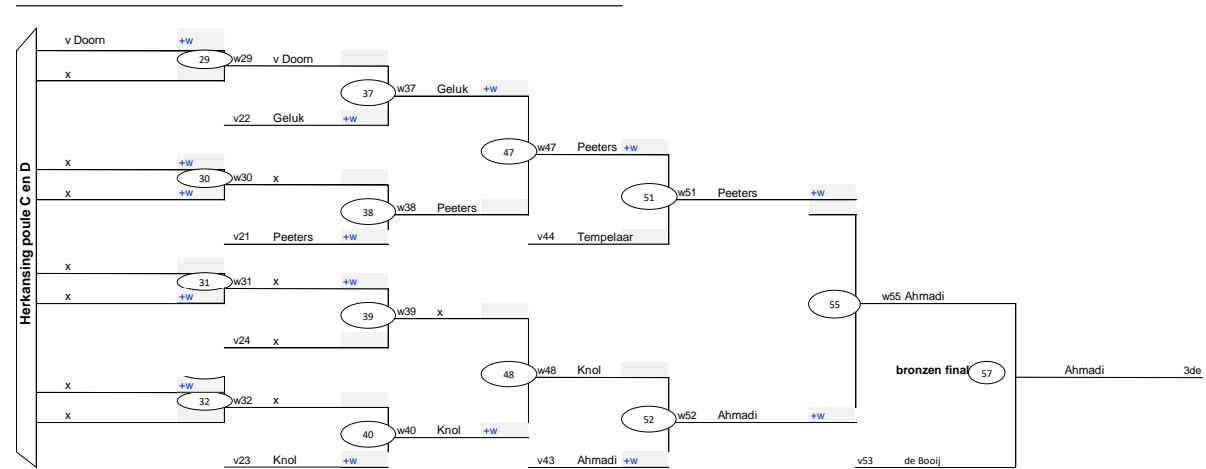 Herkansing poule C en D
v Doorn +w
29 w29 v Doorn
x
37 w37 Geluk +w
v22 Geluk +w
47 w47 Peeters +w
x +w
30 w30 x
x +w
51 w51 Peeters +w
38 w38 Peeters
v21 Peeters +w
v44 Tempelaar
x
31 w31 x +w
x +w
55 w55 Ahmadi
39 w39 x
v24 x
48 w48 Knol
bronzen final 57 Ahmadi 3de
x +w
32 w32 x
x
52 w52 Ahmadi +w
40 w40 Knol +w
v23 Knol +w
v43 Ahmadi +w
v53 de Booij